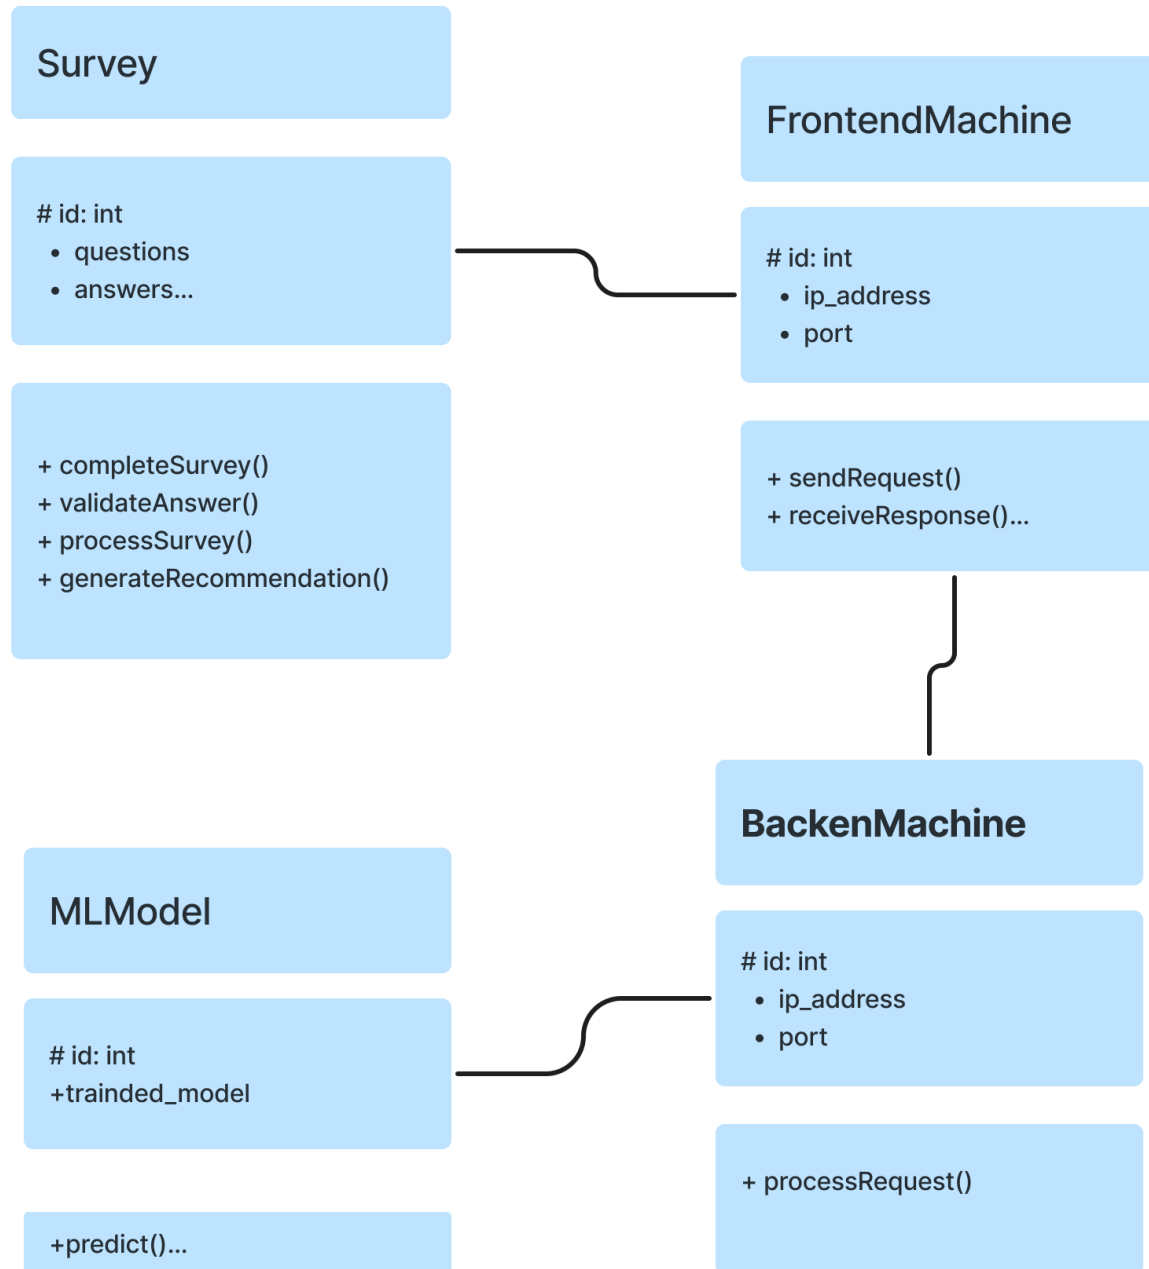 Survey
# id: int
• questions
• answers...
+ completeSurvey()
+ validateAnswer()
+ processSurvey()
+ generateRecommendation()
FrontendMachine
# id: int
• ip_address
• port
+ sendRequest()
+ receiveResponse()...
MLModel
# id: int
+trainded_model
+predict()...
BackenMachine
# id: int
• ip_address
• port
+ processRequest()